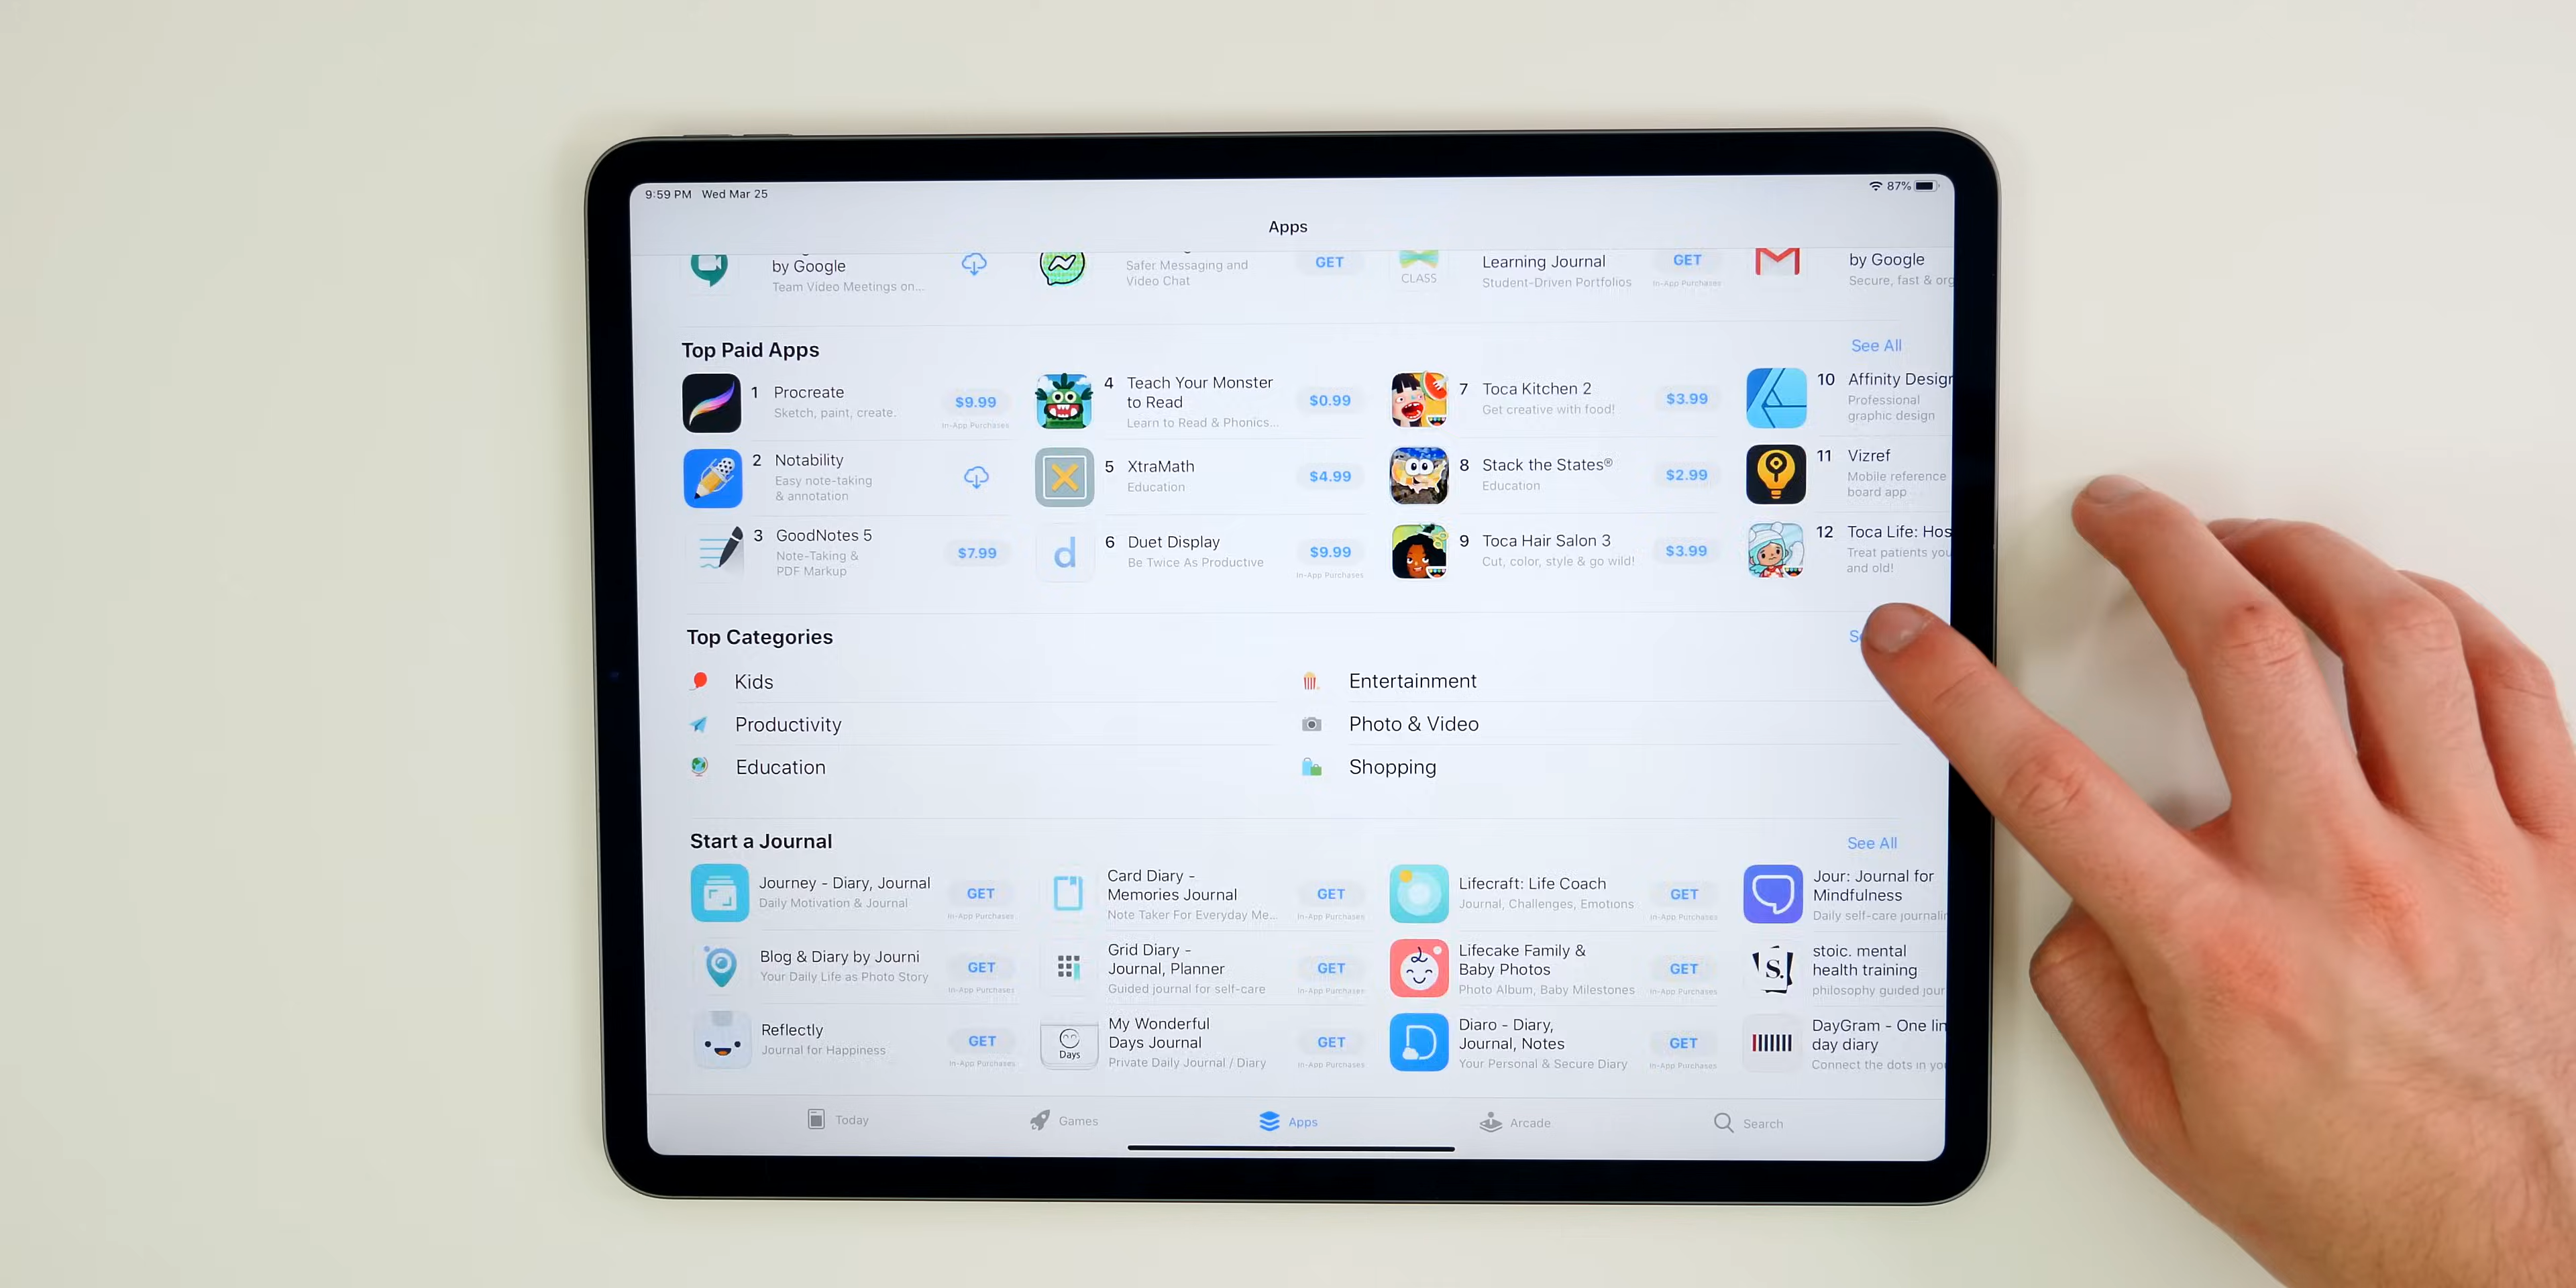 9:59 PM Wed Mar 25
87%
Apps
by Google
Team Video Meetings on...
Safer Messaging and
Video Chat
GET
CLASS
Learning Journal
Student-Driven Portfolios
GET
In-App Purchases
by Google
Secure, fast & org
Top Paid Apps
See All
1 Procreate
Sketch, paint, create.
$9.99
In-App Purchases
2 Notability
Easy note-taking
& annotation
3 GoodNotes 5
Note-Taking &
PDF Markup
$7.99
4 Teach Your Monster
to Read
Learn to Read & Phonics...
$0.99
5 XtraMath
Education
$4.99
d
6 Duet Display
Be Twice As Productive
$9.99
In-App Purchases
7 Toca Kitchen 2
Get creative with food!
$3.99
8 Stack the States®
Education
$2.99
9 Toca Hair Salon 3
Cut, color, style & go wild!
$3.99
10 Affinity Design
Professional
graphic design
11 Vizref
Mobile reference
board app
12 Toca Life: Hos
Treat patients you
and old!
Top Categories
Kids
Productivity
Education
Entertainment
Photo & Video
Shopping
Start a Journal
See All
Journey - Diary, Journal
Daily Motivation & Journal
GET
In-App Purchases
Blog & Diary by Journi
Your Daily Life as Photo Story
GET
In-App Purchases
Reflectly
Journal for Happiness
GET
In-App Purchases
Card Diary -
Memories Journal
Note Taker For Everyday Me...
GET
In-App Purchases
Grid Diary -
Journal, Planner
Guided journal for self-care
GET
In-App Purchases
Days
My Wonderful
Days Journal
Private Daily Journal / Diary
GET
In-App Purchases
Lifecraft: Life Coach
Journal, Challenges, Emotions
GET
In-App Purchases
Lifecake Family &
Baby Photos
Photo Album, Baby Milestones
GET
In-App Purchases
Diaro - Diary,
Journal, Notes
Your Personal & Secure Diary
GET
In-App Purchases
Jour: Journal for
Mindfulness
Daily self-care journalin
S.
stoic. mental
health training
philosophy guided jour
DayGram - One lin
day diary
Connect the dots in yo
Today
Games
Apps
Arcade
Search